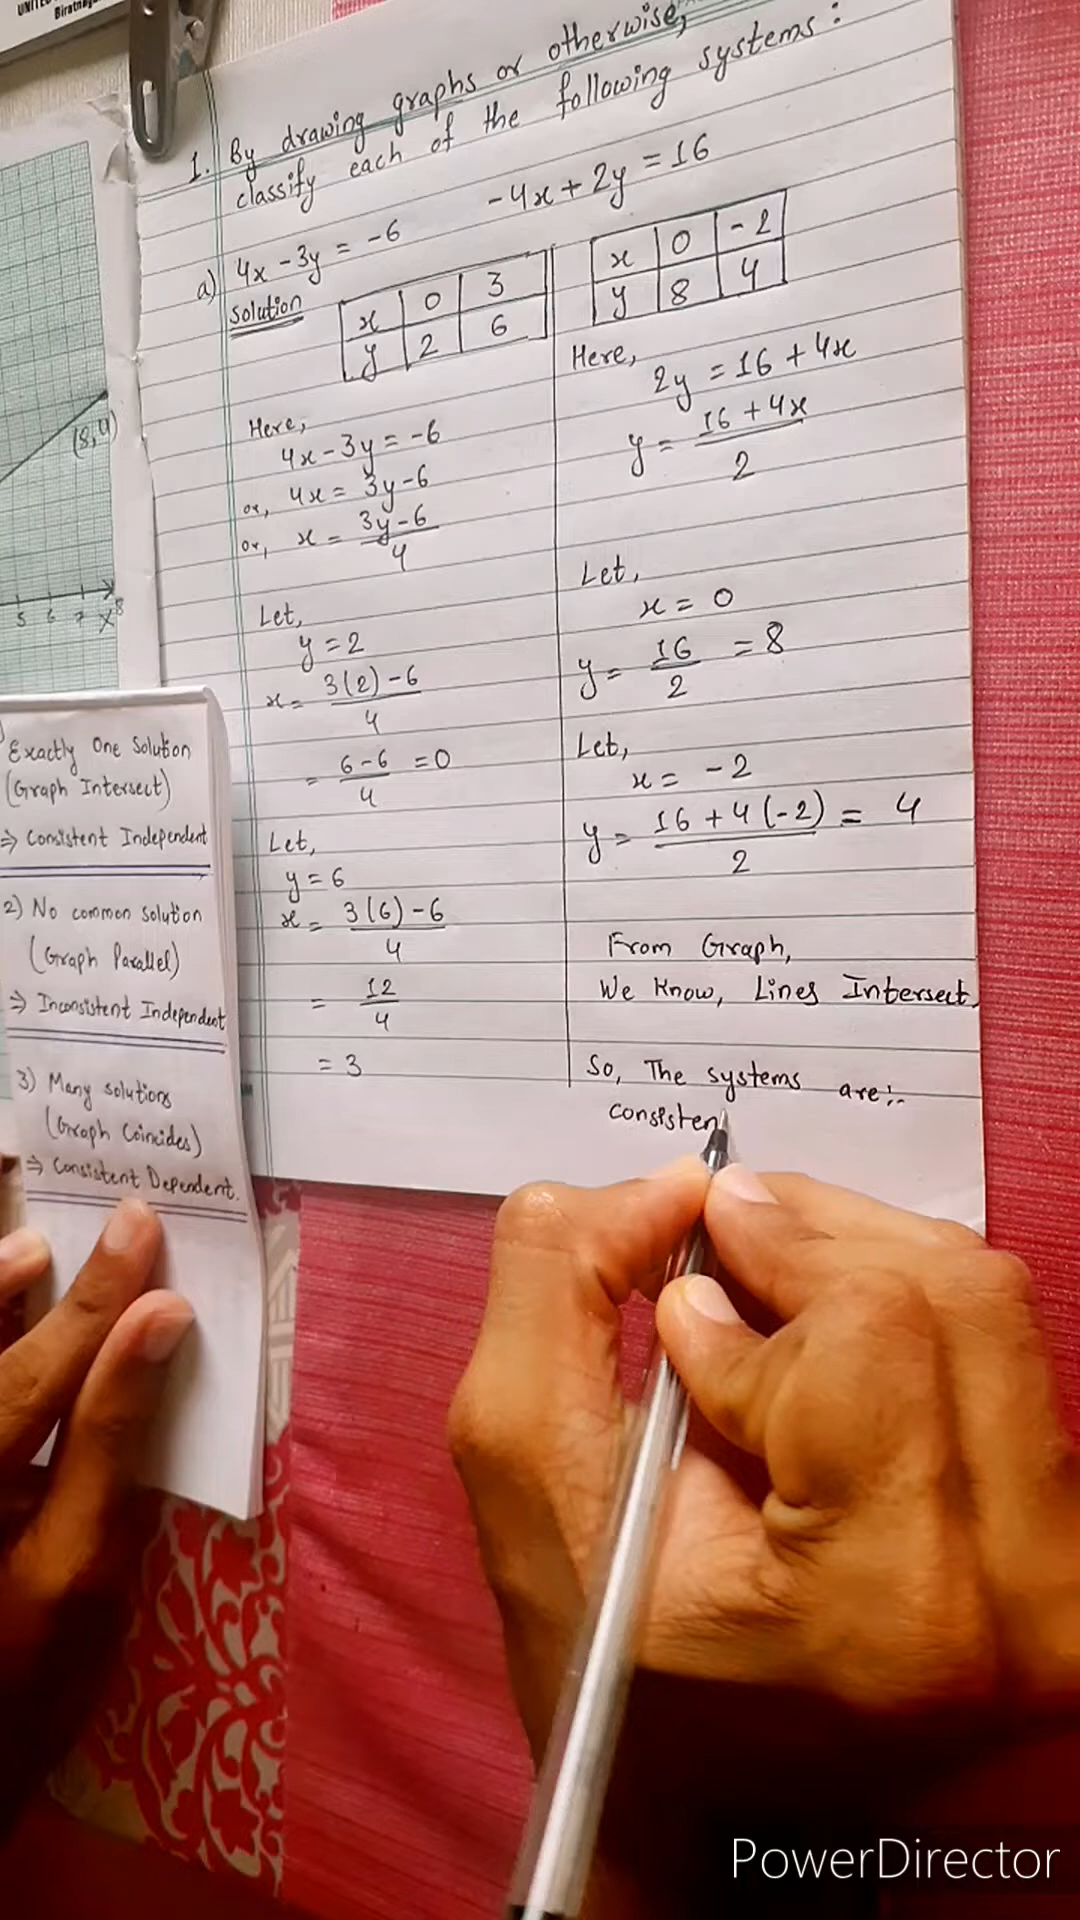 UNITE
Biratnaga
1. By drawing graphs or otherwise,
classify each of the following systems :
a) 4x - 3y = -6
-4x + 2y = 16
Solution
x 0 3
y 2 6
x 0 -2
y 8 4
Here,
4x - 3y = -6
or, 4x = 3y - 6
or, x = 3y - 6 / 4
Let,
y = 2
x = 3(2) - 6 / 4
= 6 - 6 / 4 = 0
Let,
y = 6
x = 3(6) - 6 / 4
= 12 / 4
= 3
Here,
2y = 16 + 4x
y = 16 + 4x / 2
Let,
x = 0
y = 16 / 2 = 8
Let,
x = -2
y = 16 + 4(-2) / 2 = 4
From Graph,
We Know, Lines Intersect,
So, The systems are:-
consisten
(8,4)
5 6 7 8
X
Exactly One Solution
(Graph Intersect)
⇒ Consistent Independent
2) No common solution
(Graph Parallel)
⇒ Inconsistent Independent
3) Many solutions
(Graph Coincides)
⇒ Consistent Dependent.
PowerDirector